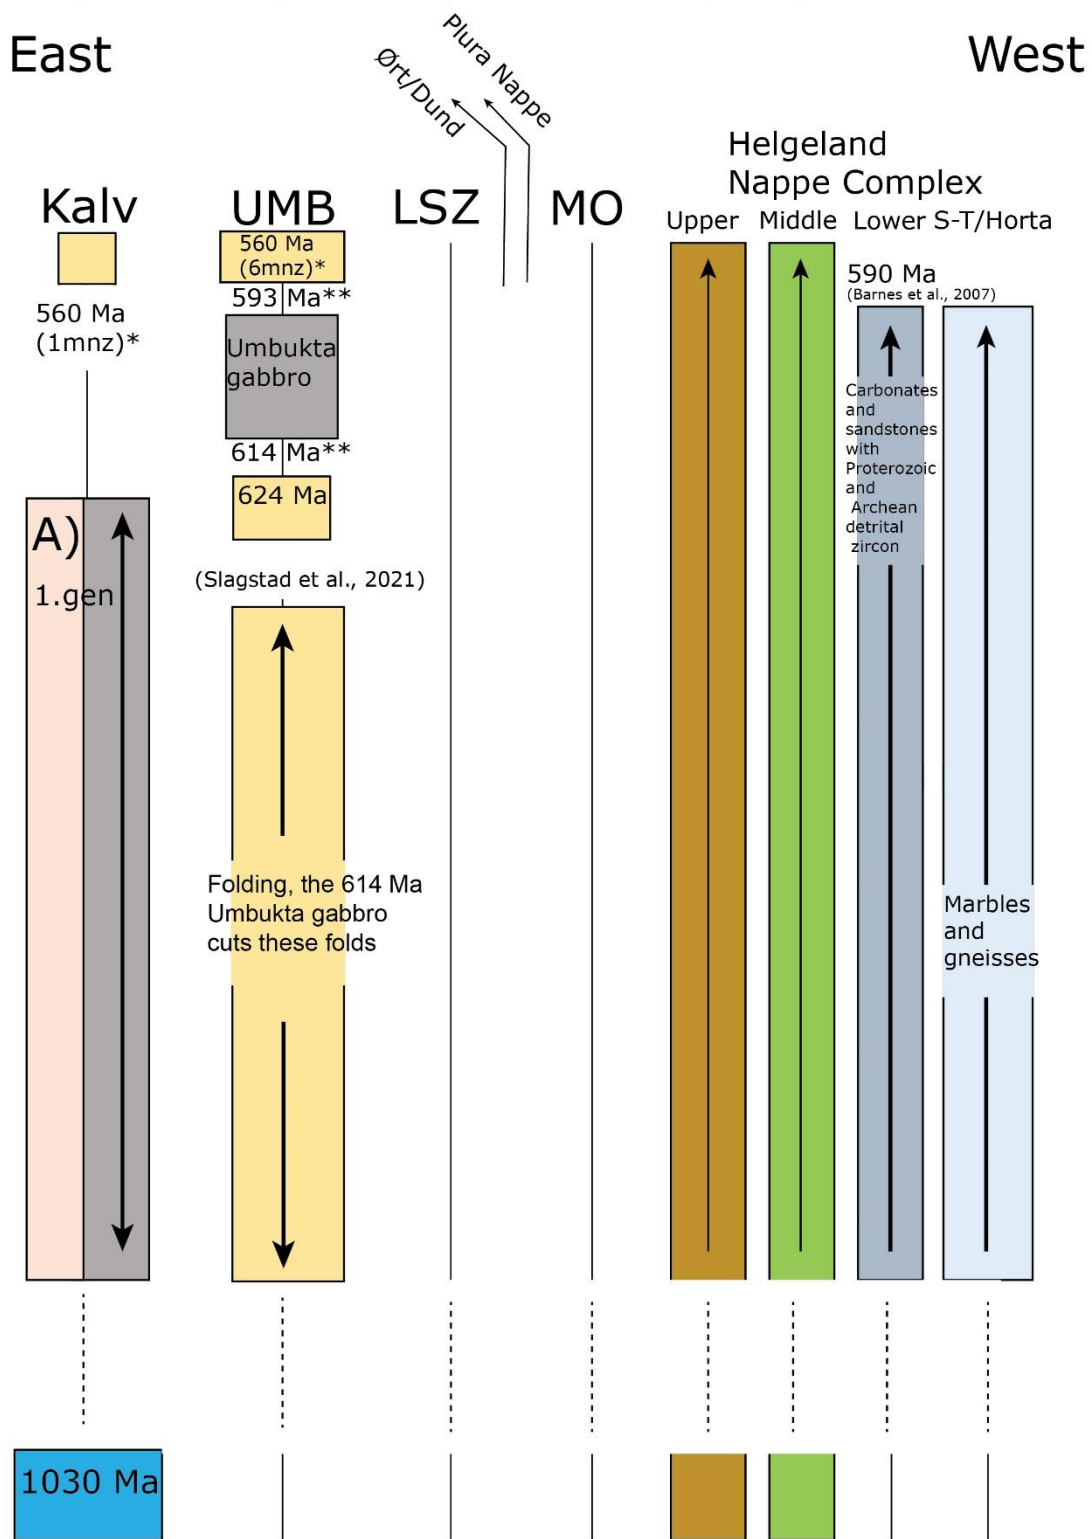 East
West
Ørt/Dund
Plura Nappe
Helgeland
Nappe Complex
Kalv
UMB
LSZ
MO
Upper
Middle
Lower
S-T/Horta
560 Ma
(1mnz)*
560 Ma
(6mnz)*
593 Ma**
Umbukta
gabbro
614 Ma**
624 Ma
(Slagstad et al., 2021)
590 Ma
(Barnes et al., 2007)
Carbonates
and
sandstones
with
Proterozoic
and
Archean
detrital
zircon
A)
1.gen
Folding, the 614 Ma
Umbukta gabbro
cuts these folds
Marbles
and
gneisses
1030 Ma